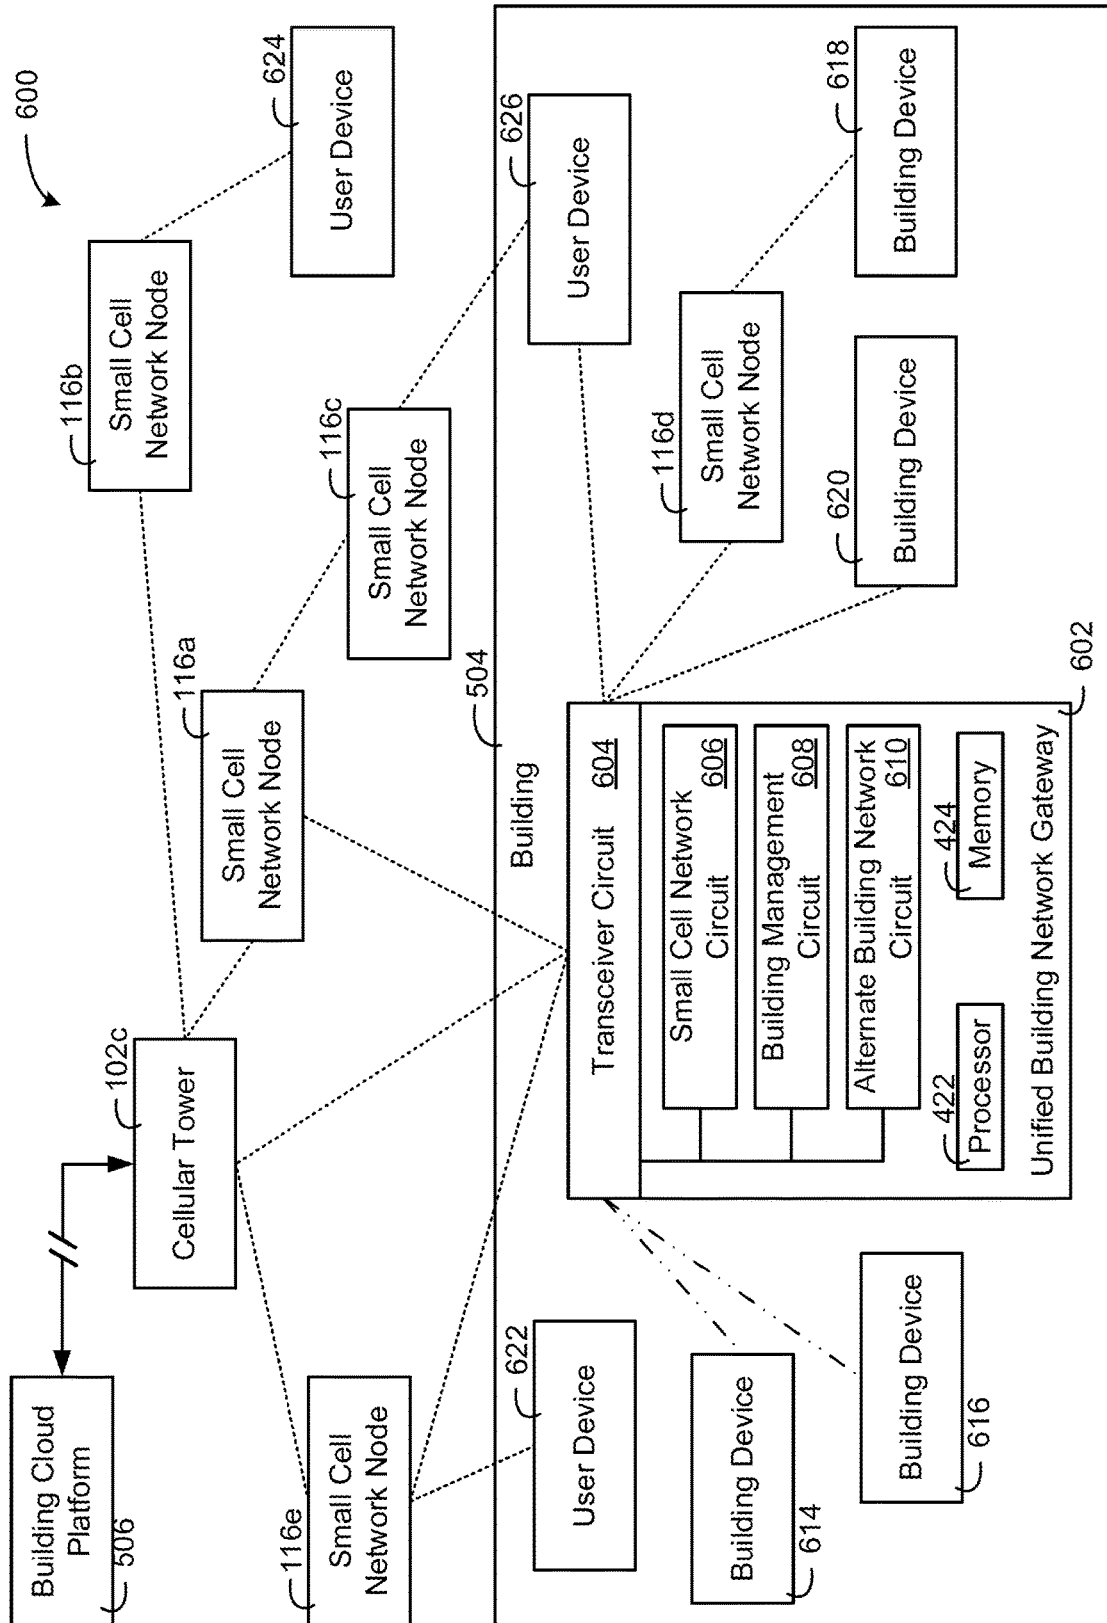 600
Building Cloud
Platform
506
Cellular Tower
102c
Small Cell
Network Node
116b
User Device
624
Small Cell
Network Node
116a
Small Cell
Network Node
116e
Small Cell
Network Node
116c
504
Building
User Device
622
User Device
626
Building Device
614
Building Device
616
Transceiver Circuit 604
Small Cell Network
Circuit 606
Building Management
Circuit 608
Alternate Building Network
Circuit 610
422
Processor
424
Memory
Unified Building Network Gateway
602
Small Cell
Network Node
116d
Building Device
620
Building Device
618